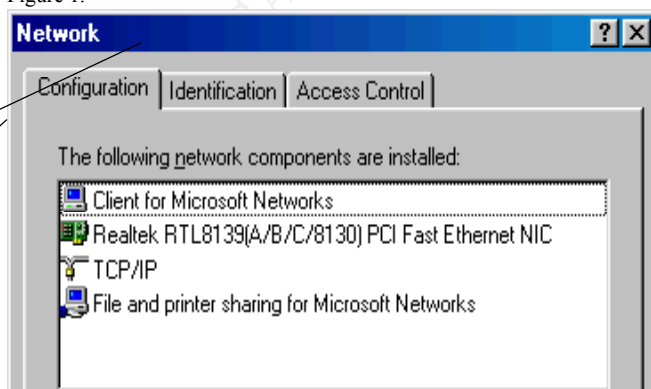 Figure 1:
Network
Configuration Identification Access Control
The following network components are installed:
Client for Microsoft Networks
Realtek RTL8139(A/B/C/8130) PCI Fast Ethernet NIC
TCP/IP
File and printer sharing for Microsoft Networks